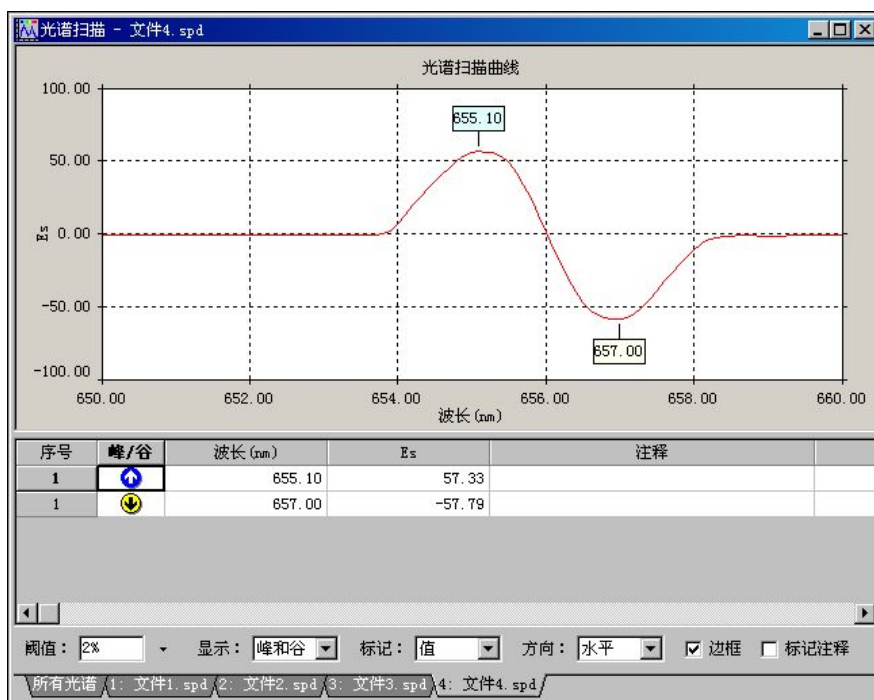 光谱扫描 - 文件4.spd
光谱扫描曲线
100.00
655.10
50.00
Es
0.00
-50.00
657.00
-100.00
650.00 652.00 654.00 656.00 658.00 660.00
波长(nm)
序号 峰/谷 波长(nm) Es 注释
1 655.10 57.33
1 657.00 -57.79
阈值: 2% 显示: 峰和谷 标记: 值 方向: 水平 边框 标记注释
所有光谱 1: 文件1.spd 2: 文件2.spd 3: 文件3.spd 4: 文件4.spd